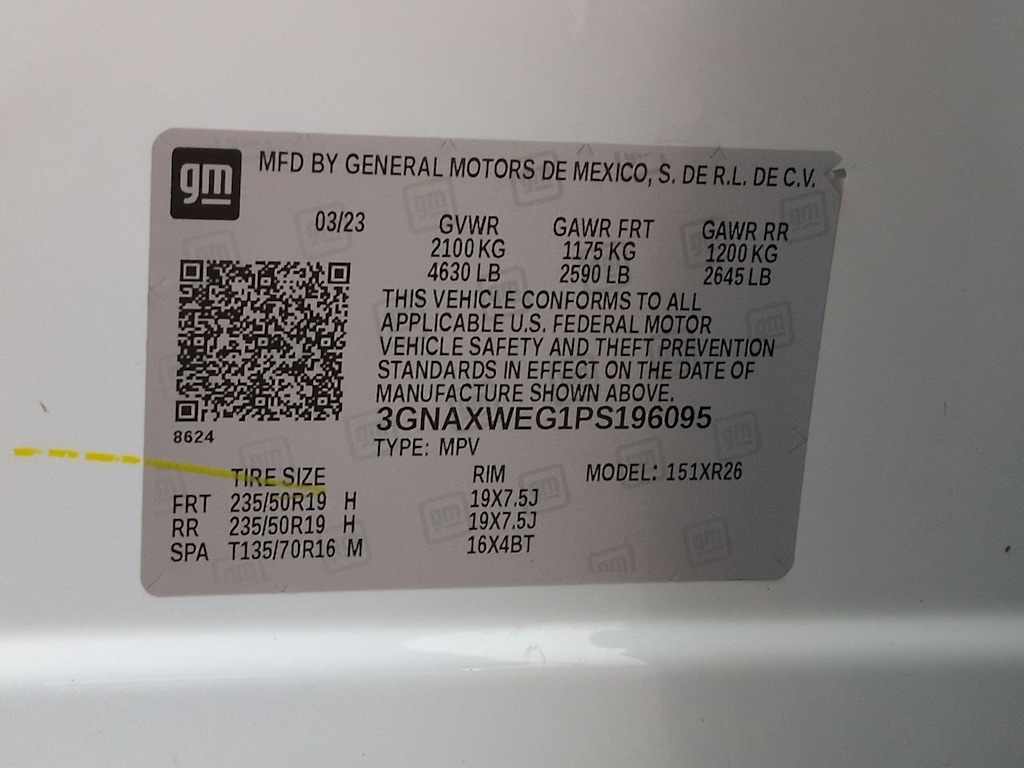 gm MFD BY GENERAL MOTORS DE MEXICO, S. DE R.L. DE C.V.
03/23 GVWR GAWR FRT GAWR RR
2100 KG 1175 KG 1200 KG
4630 LB 2590 LB 2645 LB
THIS VEHICLE CONFORMS TO ALL
APPLICABLE U.S. FEDERAL MOTOR
VEHICLE SAFETY AND THEFT PREVENTION
STANDARDS IN EFFECT ON THE DATE OF
MANUFACTURE SHOWN ABOVE.
3GNAXWEG1PS196095
8624
TYPE: MPV
TIRE SIZE RIM MODEL: 151XR26
FRT 235/50R19 H 19X7.5J
RR 235/50R19 H 19X7.5J
SPA T135/70R16 M 16X4BT